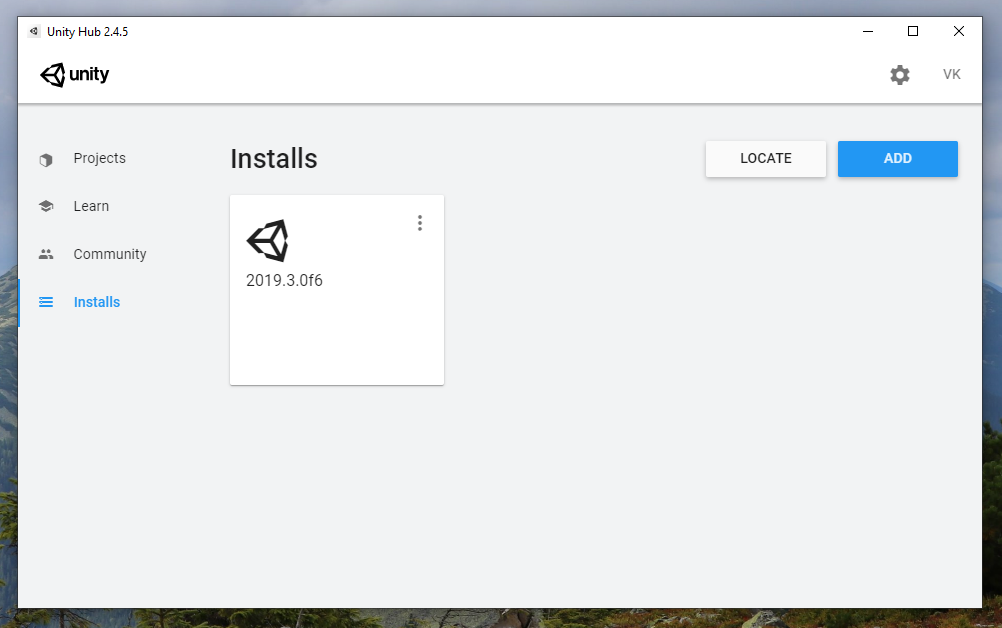 Unity Hub 2.4.5
unity
VK
Projects
Learn
Community
Installs
Installs
LOCATE
ADD
2019.3.0f6